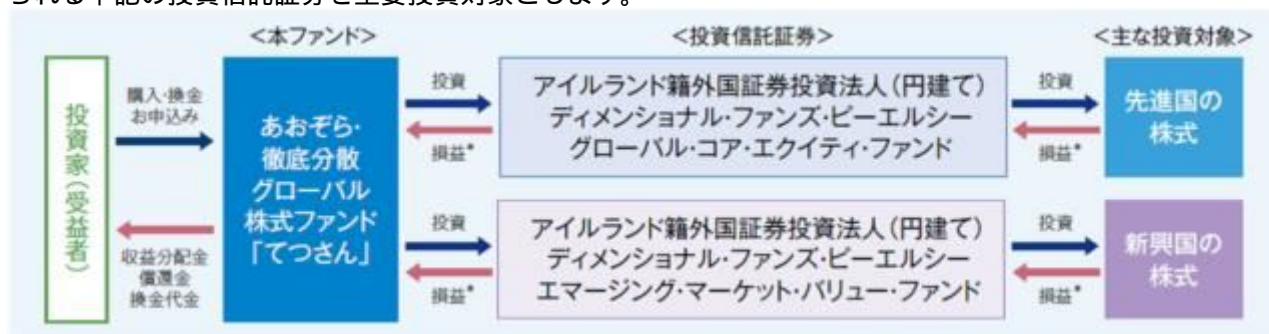 られる下記の投資信託証券を主要投資対象とします。
<本ファンド>
<投資信託証券>
<主な投資対象>
投資家(受益者)
購入・換金
お申込み
収益分配金
償還金
換金代金
あおぞら・
徹底分散
グローバル
株式ファンド
「てつさん」
投資
損益*
アイルランド籍外国証券投資法人(円建て)
ディメンショナル・ファンズ・ピーエルシー
グローバル・コア・エクイティ・ファンド
投資
損益*
先進国の
株式
投資
損益*
アイルランド籍外国証券投資法人(円建て)
ディメンショナル・ファンズ・ピーエルシー
エマージング・マーケット・バリュー・ファンド
投資
損益*
新興国の
株式